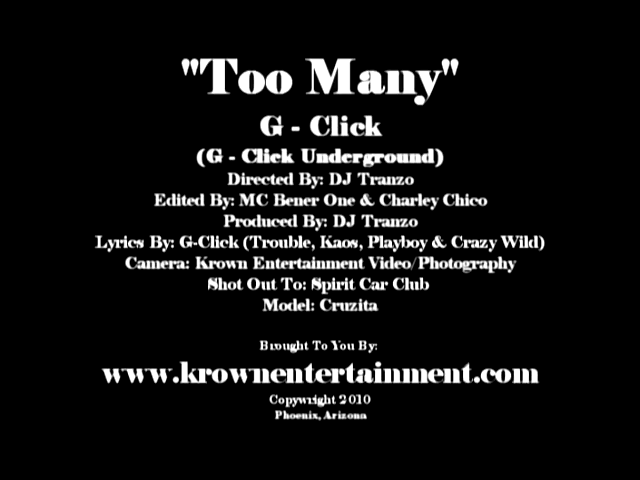 "Too Many"
G - Click
(G - Click Underground)
Directed By: DJ Tranzo
Edited By: MC Bener One & Charley Chico
Produced By: DJ Tranzo
Lyrics By: G-Click (Trouble, Kaos, Playboy & Crazy Wild)
Camera: Krown Entertainment Video/Photography
Shot Out To: Spirit Car Club
Model: Cruzita
Brought To You By:
www.krownentertainment.com
Copywright 2010
Phoenix, Arizona